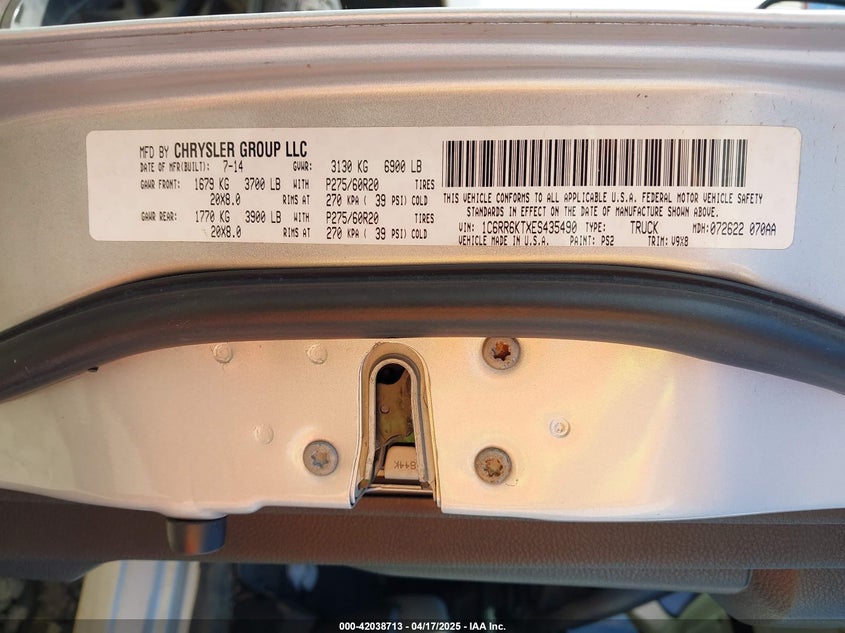 MFD BY CHRYSLER GROUP LLC
DATE OF MFR(BUILT): 7-14 GVWR: 3130 KG 6900 LB
GAWR FRONT: 1679 KG 3700 LB WITH P275/60R20 TIRES
20X8.0 RIMS AT 270 KPA ( 39 PSI) COLD
GAWR REAR: 1770 KG 3900 LB WITH P275/60R20 TIRES
20X8.0 RIMS AT 270 KPA ( 39 PSI) COLD
THIS VEHICLE CONFORMS TO ALL APPLICABLE U.S.A. FEDERAL MOTOR VEHICLE SAFETY
STANDARDS IN EFFECT ON THE DATE OF MANUFACTURE SHOWN ABOVE.
VIN: 1C6RR6KTXES435490 TYPE: TRUCK MDH: 072622 070AA
VEHICLE MADE IN U.S.A. PAINT: PS2 TRIM: V9X8
B44K
000-42038713 - 04/17/2025 - IAA Inc.